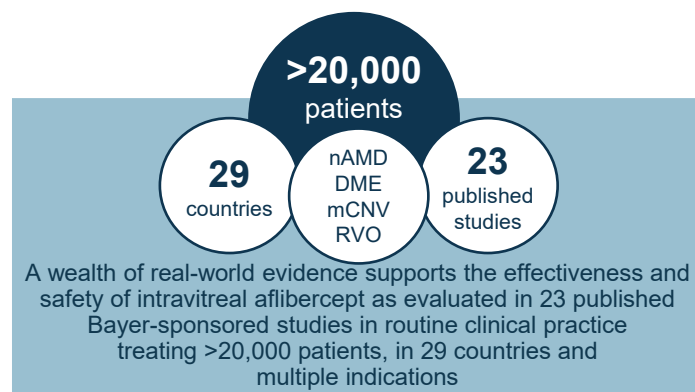 >20,000
patients
29
countries
nAMD
DME
mCNV
RVO
23
published
studies
A wealth of real-world evidence supports the effectiveness and
safety of intravitreal aflibercept as evaluated in 23 published
Bayer-sponsored studies in routine clinical practice
treating >20,000 patients, in 29 countries and
multiple indications